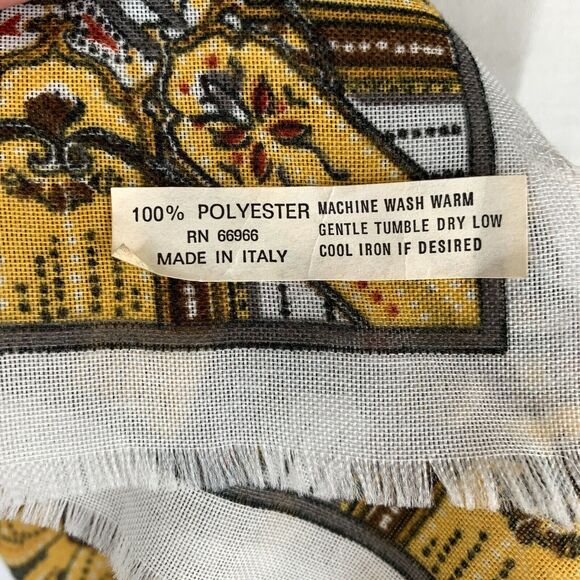 100% POLYESTER
RN 66966
MADE IN ITALY
MACHINE WASH WARM
GENTLE TUMBLE DRY LOW
COOL IRON IF DESIRED